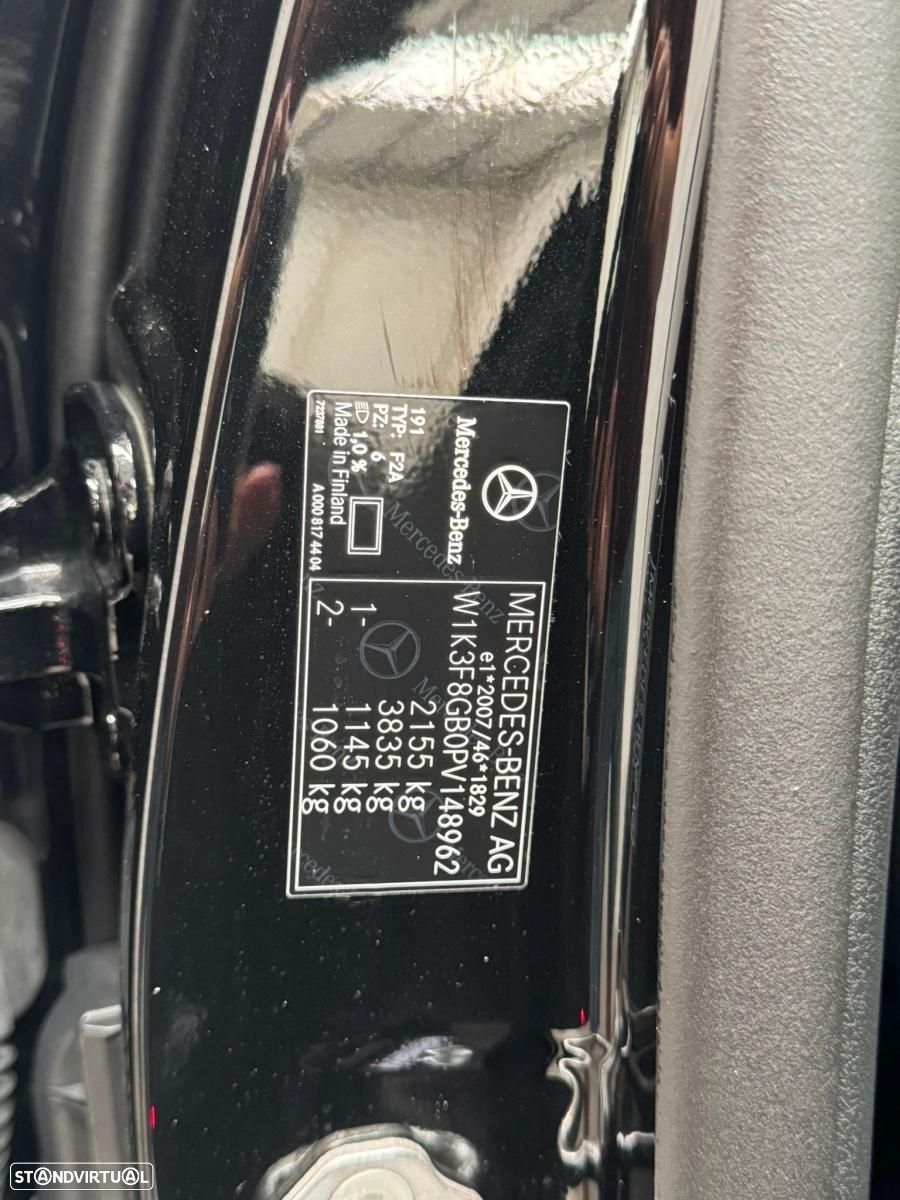 Mercedes-Benz
191
TYP: F2A
PZ: 6
1,0 %
Made in Finland
7237081 A 000 817 44 04
MERCEDES-BENZ AG
e1*2007/46*1829
W1K3F8GB0PV148962
2155 kg
3835 kg
1- 1145 kg
2- 1060 kg
STANDVIRTUAL